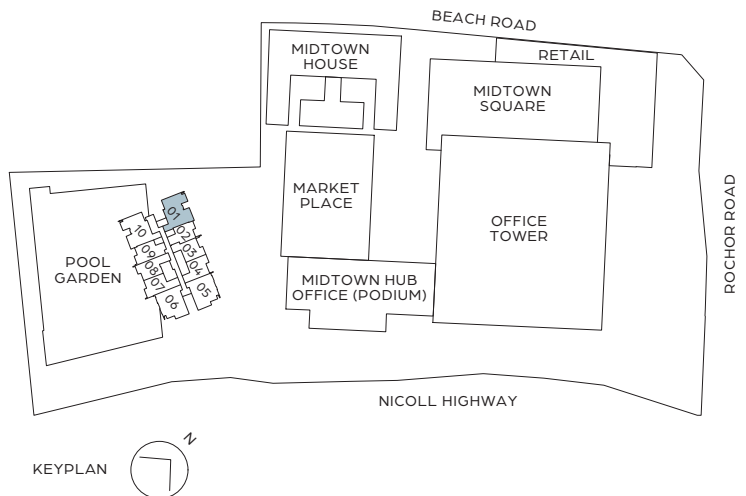 BEACH ROAD
MIDTOWN
HOUSE
RETAIL
MIDTOWN
SQUARE
ROCHOR ROAD
MARKET
PLACE
OFFICE
TOWER
01
10
02
09
03
08
04
07
05
06
POOL
GARDEN
MIDTOWN HUB
OFFICE (PODIUM)
NICOLL HIGHWAY
N
KEYPLAN